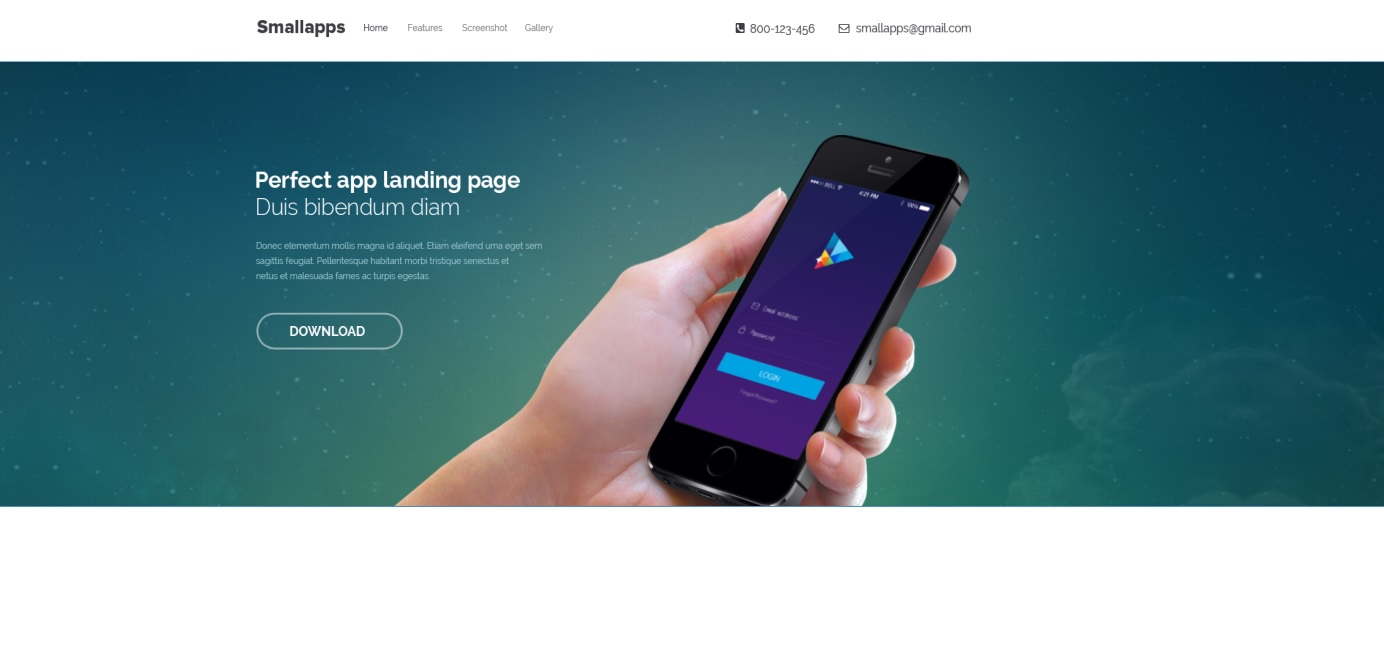 Smallapps Home Features Screenshot Gallery 800-123-456 smallapps@gmail.com
Perfect app landing page
Duis bibendum diam
Donec elementum mollis magna id aliquet. Etiam eleifend urna eget sem
sagittis feugiat. Pellentesque habitant morbi tristique senectus et
netus et malesuada fames ac turpis egestas.
DOWNLOAD
BELL 4:21 PM 100%
Email address
Password
LOGIN
Forgot Password?